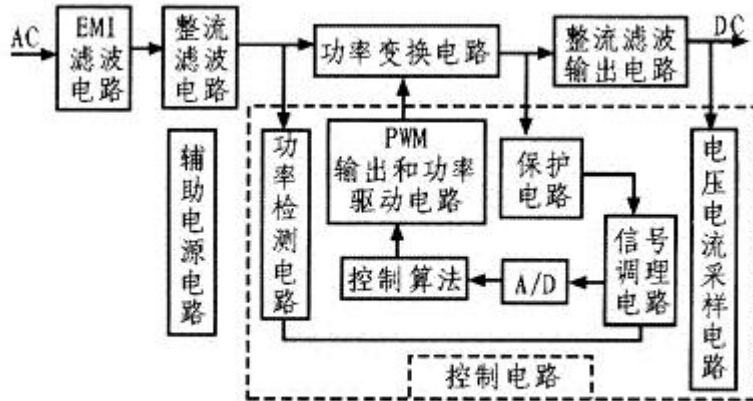 AC
EMI
滤波
电路
整流
滤波
电路
功率变换电路
整流滤波
输出电路
DC
辅助电源电路
功率检测电路
PWM
输出和功率
驱动电路
保护
电路
信号
调理
电路
电压电流采样电路
控制算法
A/D
控制电路